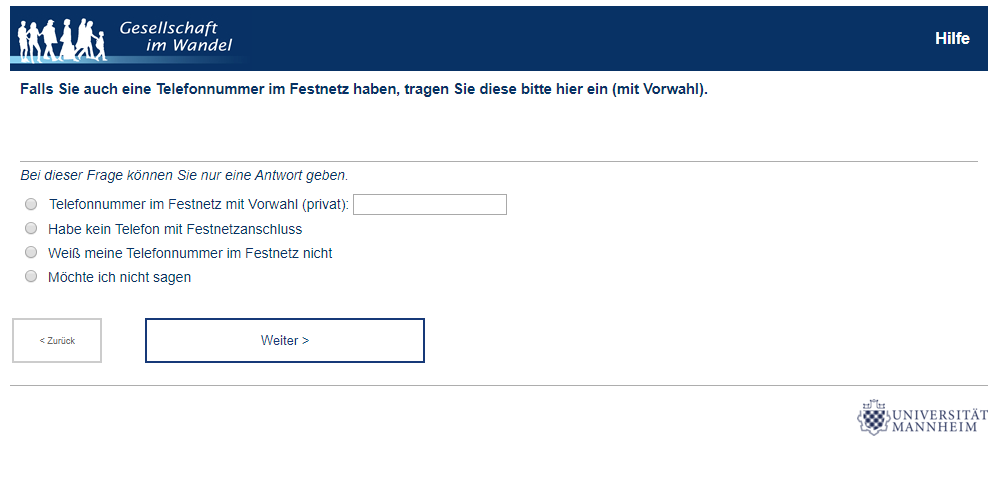 Gesellschaft
im Wandel
Hilfe
Falls Sie auch eine Telefonnummer im Festnetz haben, tragen Sie diese bitte hier ein (mit Vorwahl).
Bei dieser Frage können Sie nur eine Antwort geben.
Telefonnummer im Festnetz mit Vorwahl (privat):
Habe kein Telefon mit Festnetzanschluss
Weiß meine Telefonnummer im Festnetz nicht
Möchte ich nicht sagen
< Zurück
Weiter >
UNIVERSITÄT
MANNHEIM